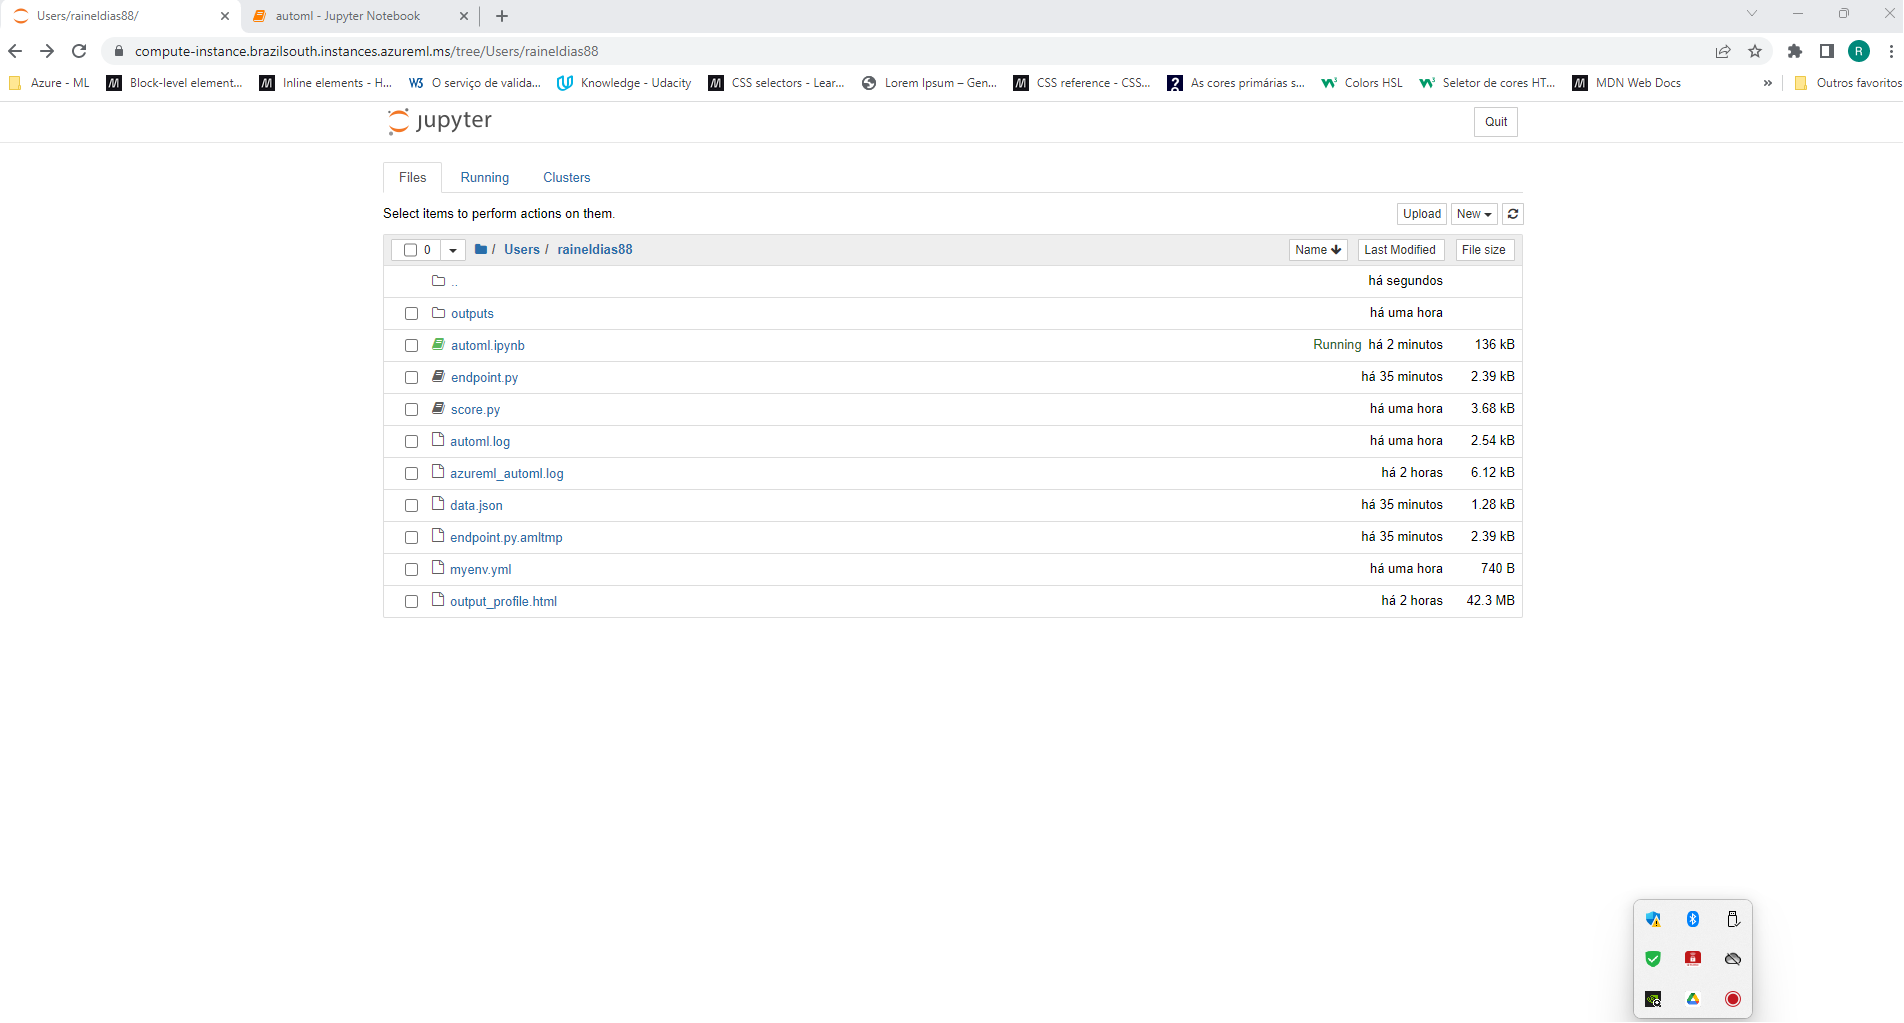 Users/raineldias88/
automl - Jupyter Notebook
compute-instance.brazilsouth.instances.azureml.ms/tree/Users/raineldias88
R
Azure - ML
Block-level element...
Inline elements - H...
O serviço de valida...
Knowledge - Udacity
CSS selectors - Lear...
Lorem Ipsum – Gen...
CSS reference - CSS...
As cores primárias s...
Colors HSL
Seletor de cores HT...
MDN Web Docs
»
Outros favoritos
jupyter
Quit
Files Running Clusters
Select items to perform actions on them.
Upload New
0 / Users / raineldias88 Name Last Modified File size
.. há segundos
outputs há uma hora
automl.ipynb Running há 2 minutos 136 kB
endpoint.py há 35 minutos 2.39 kB
score.py há uma hora 3.68 kB
automl.log há uma hora 2.54 kB
azureml_automl.log há 2 horas 6.12 kB
data.json há 35 minutos 1.28 kB
endpoint.py.amltmp há 35 minutos 2.39 kB
myenv.yml há uma hora 740 B
output_profile.html há 2 horas 42.3 MB